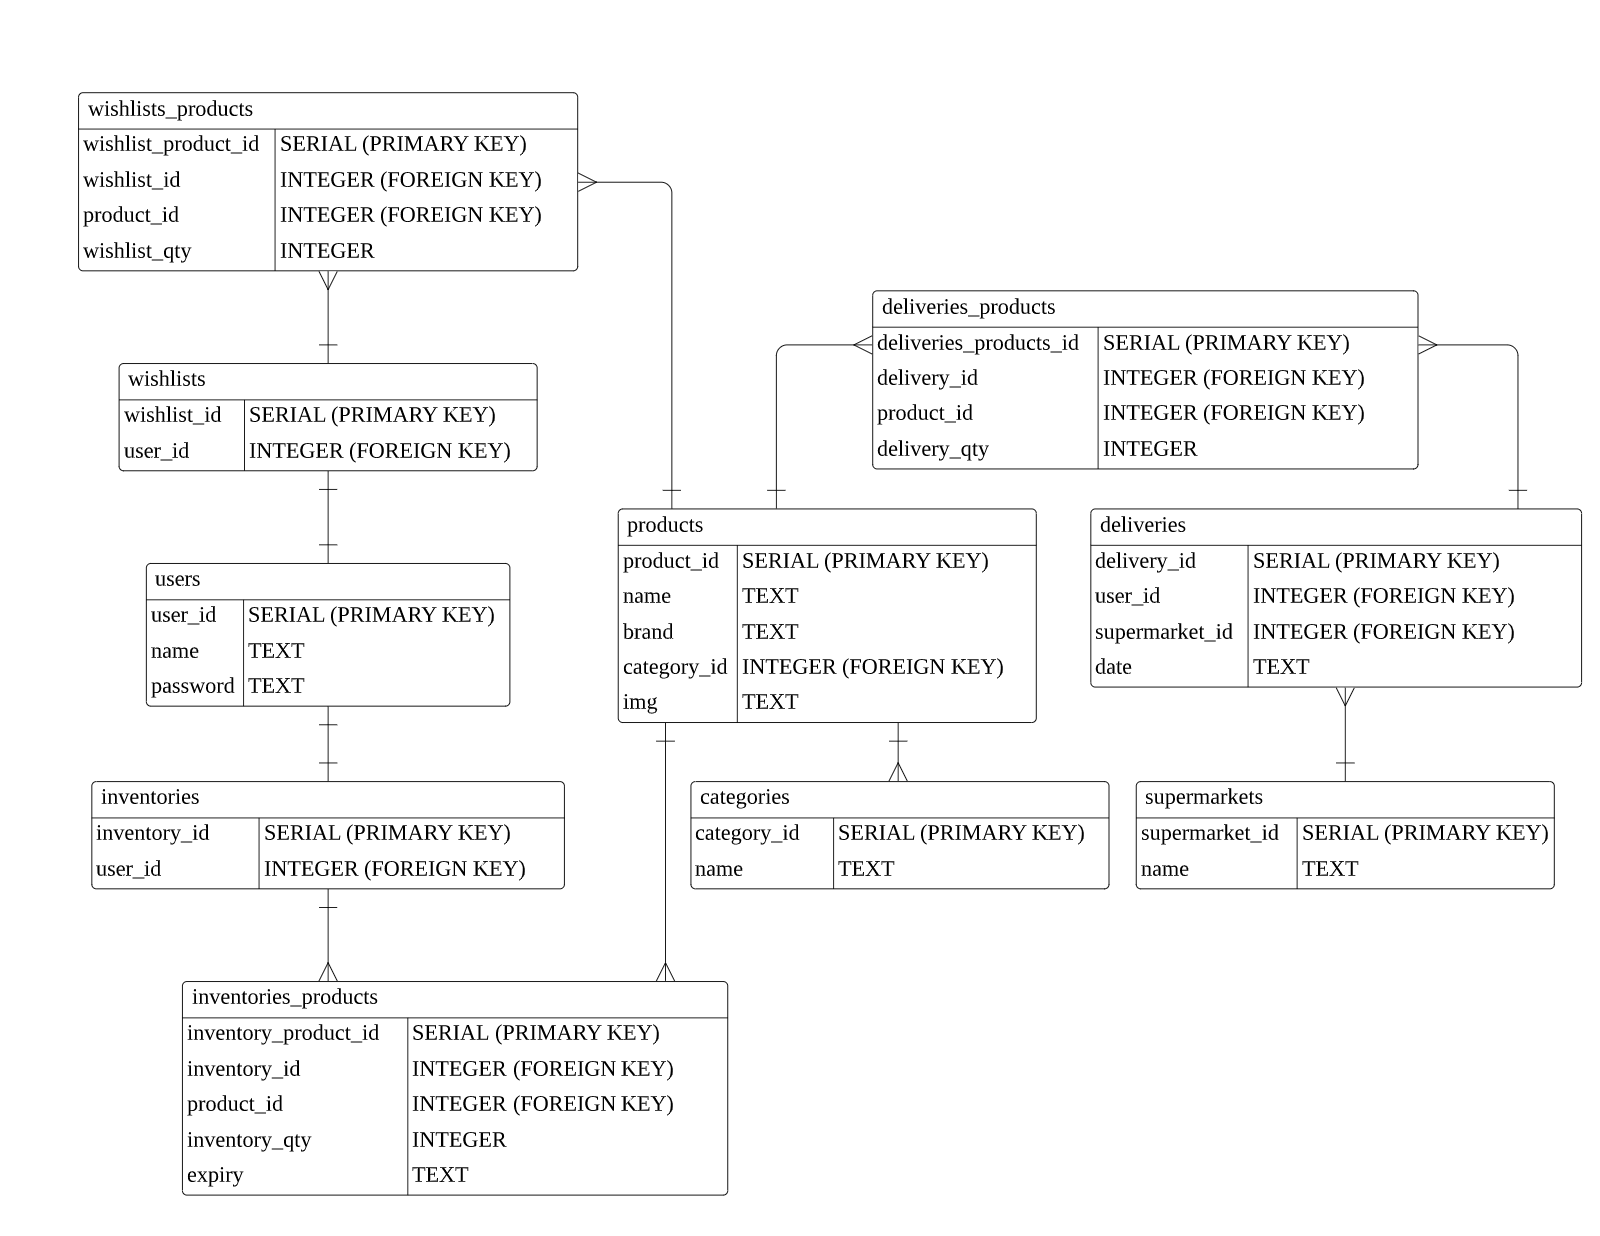 wishlists_products
wishlist_product_id SERIAL (PRIMARY KEY)
wishlist_id INTEGER (FOREIGN KEY)
product_id INTEGER (FOREIGN KEY)
wishlist_qty INTEGER
wishlists
wishlist_id SERIAL (PRIMARY KEY)
user_id INTEGER (FOREIGN KEY)
users
user_id SERIAL (PRIMARY KEY)
name TEXT
password TEXT
inventories
inventory_id SERIAL (PRIMARY KEY)
user_id INTEGER (FOREIGN KEY)
inventories_products
inventory_product_id SERIAL (PRIMARY KEY)
inventory_id INTEGER (FOREIGN KEY)
product_id INTEGER (FOREIGN KEY)
inventory_qty INTEGER
expiry TEXT
deliveries_products
deliveries_products_id SERIAL (PRIMARY KEY)
delivery_id INTEGER (FOREIGN KEY)
product_id INTEGER (FOREIGN KEY)
delivery_qty INTEGER
products
product_id SERIAL (PRIMARY KEY)
name TEXT
brand TEXT
category_id INTEGER (FOREIGN KEY)
img TEXT
categories
category_id SERIAL (PRIMARY KEY)
name TEXT
deliveries
delivery_id SERIAL (PRIMARY KEY)
user_id INTEGER (FOREIGN KEY)
supermarket_id INTEGER (FOREIGN KEY)
date TEXT
supermarkets
supermarket_id SERIAL (PRIMARY KEY)
name TEXT